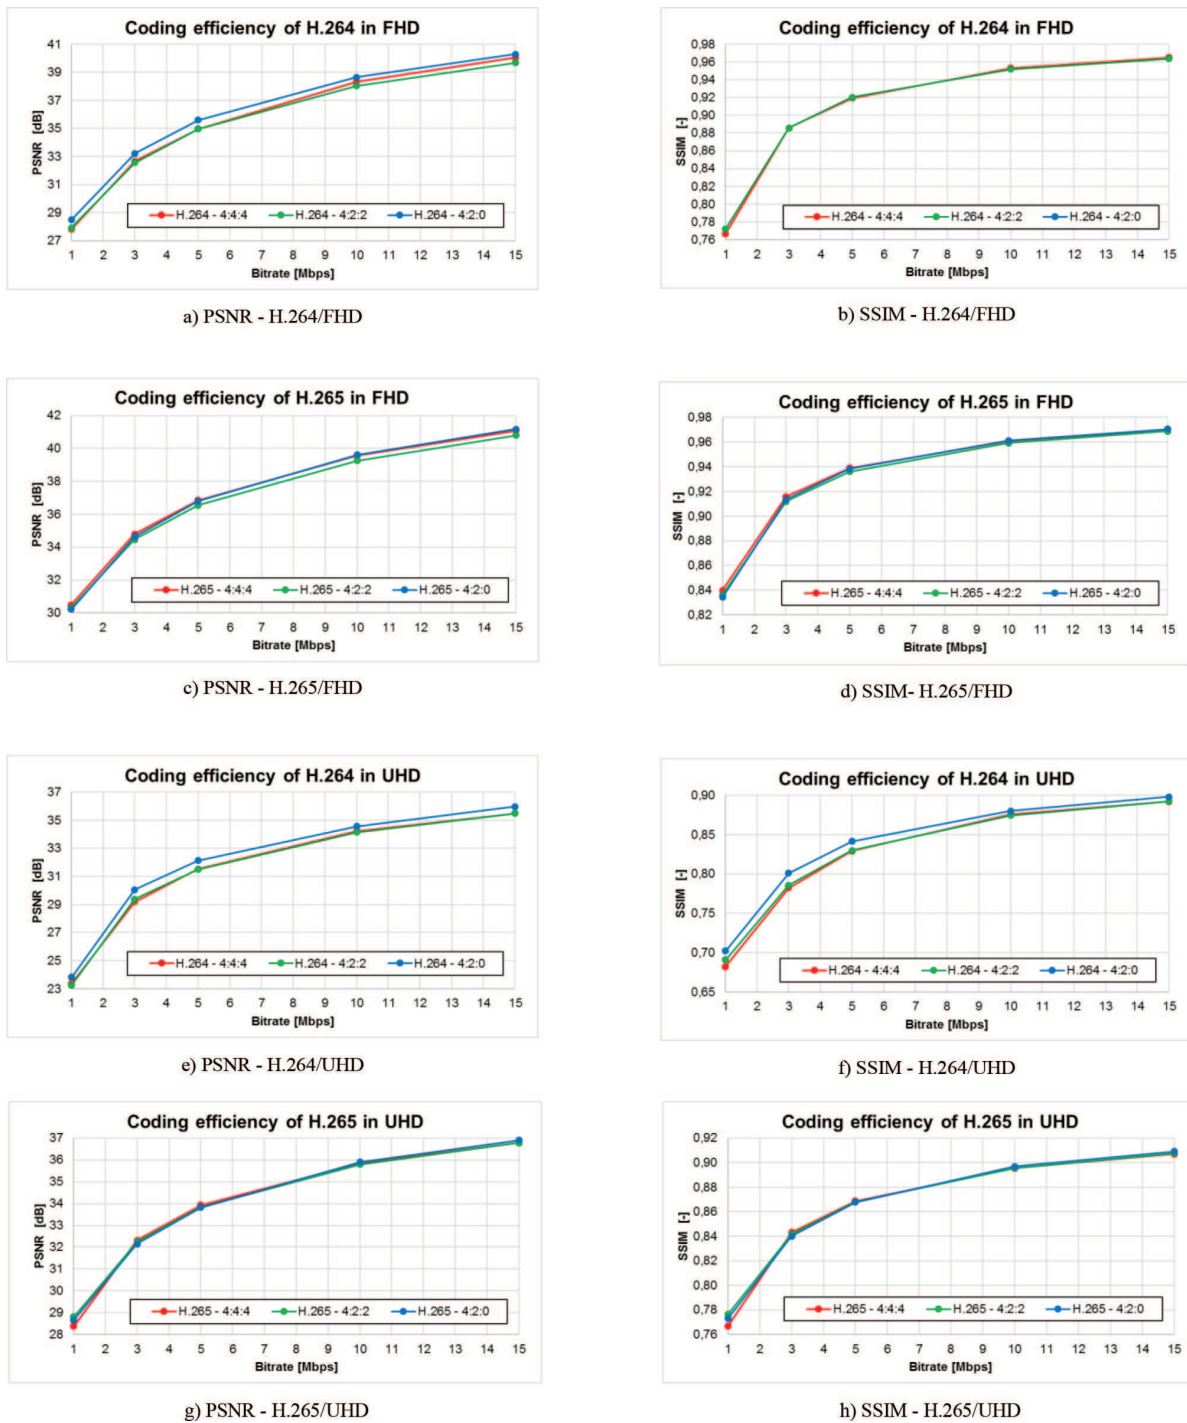 Coding efficiency of H.264 in FHD
PSNR [dB]
41
39
37
35
33
31
29
27
H.264 - 4:4:4 H.264 - 4:2:2 H.264 - 4:2:0
1 2 3 4 5 6 7 8 9 10 11 12 13 14 15
Bitrate [Mbps]
a) PSNR - H.264/FHD
Coding efficiency of H.264 in FHD
SSIM [-]
0,98
0,96
0,94
0,92
0,90
0,88
0,86
0,84
0,82
0,80
0,78
0,76
H.264 - 4:4:4 H.264 - 4:2:2 H.264 - 4:2:0
1 2 3 4 5 6 7 8 9 10 11 12 13 14 15
Bitrate [Mbps]
b) SSIM - H.264/FHD
Coding efficiency of H.265 in FHD
PSNR [dB]
42
40
38
36
34
32
30
H.265 - 4:4:4 H.265 - 4:2:2 H.265 - 4:2:0
1 2 3 4 5 6 7 8 9 10 11 12 13 14 15
Bitrate [Mbps]
c) PSNR - H.265/FHD
Coding efficiency of H.265 in FHD
SSIM [-]
0,98
0,96
0,94
0,92
0,90
0,88
0,86
0,84
0,82
H.265 - 4:4:4 H.265 - 4:2:2 H.265 - 4:2:0
1 2 3 4 5 6 7 8 9 10 11 12 13 14 15
Bitrate [Mbps]
d) SSIM- H.265/FHD
Coding efficiency of H.264 in UHD
PSNR [dB]
37
35
33
31
29
27
25
23
H.264 - 4:4:4 H.264 - 4:2:2 H.264 - 4:2:0
1 2 3 4 5 6 7 8 9 10 11 12 13 14 15
Bitrate [Mbps]
e) PSNR - H.264/UHD
Coding efficiency of H.264 in UHD
SSIM [-]
0,90
0,85
0,80
0,75
0,70
0,65
H.264 - 4:4:4 H.264 - 4:2:2 H.264 - 4:2:0
1 2 3 4 5 6 7 8 9 10 11 12 13 14 15
Bitrate [Mbps]
f) SSIM - H.264/UHD
Coding efficiency of H.265 in UHD
PSNR [dB]
37
36
35
34
33
32
31
30
29
28
H.265 - 4:4:4 H.265 - 4:2:2 H.265 - 4:2:0
1 2 3 4 5 6 7 8 9 10 11 12 13 14 15
Bitrate [Mbps]
g) PSNR - H.265/UHD
Coding efficiency of H.265 in UHD
SSIM [-]
0,92
0,90
0,88
0,86
0,84
0,82
0,80
0,78
0,76
H.265 - 4:4:4 H.265 - 4:2:2 H.265 - 4:2:0
1 2 3 4 5 6 7 8 9 10 11 12 13 14 15
Bitrate [Mbps]
h) SSIM - H.265/UHD